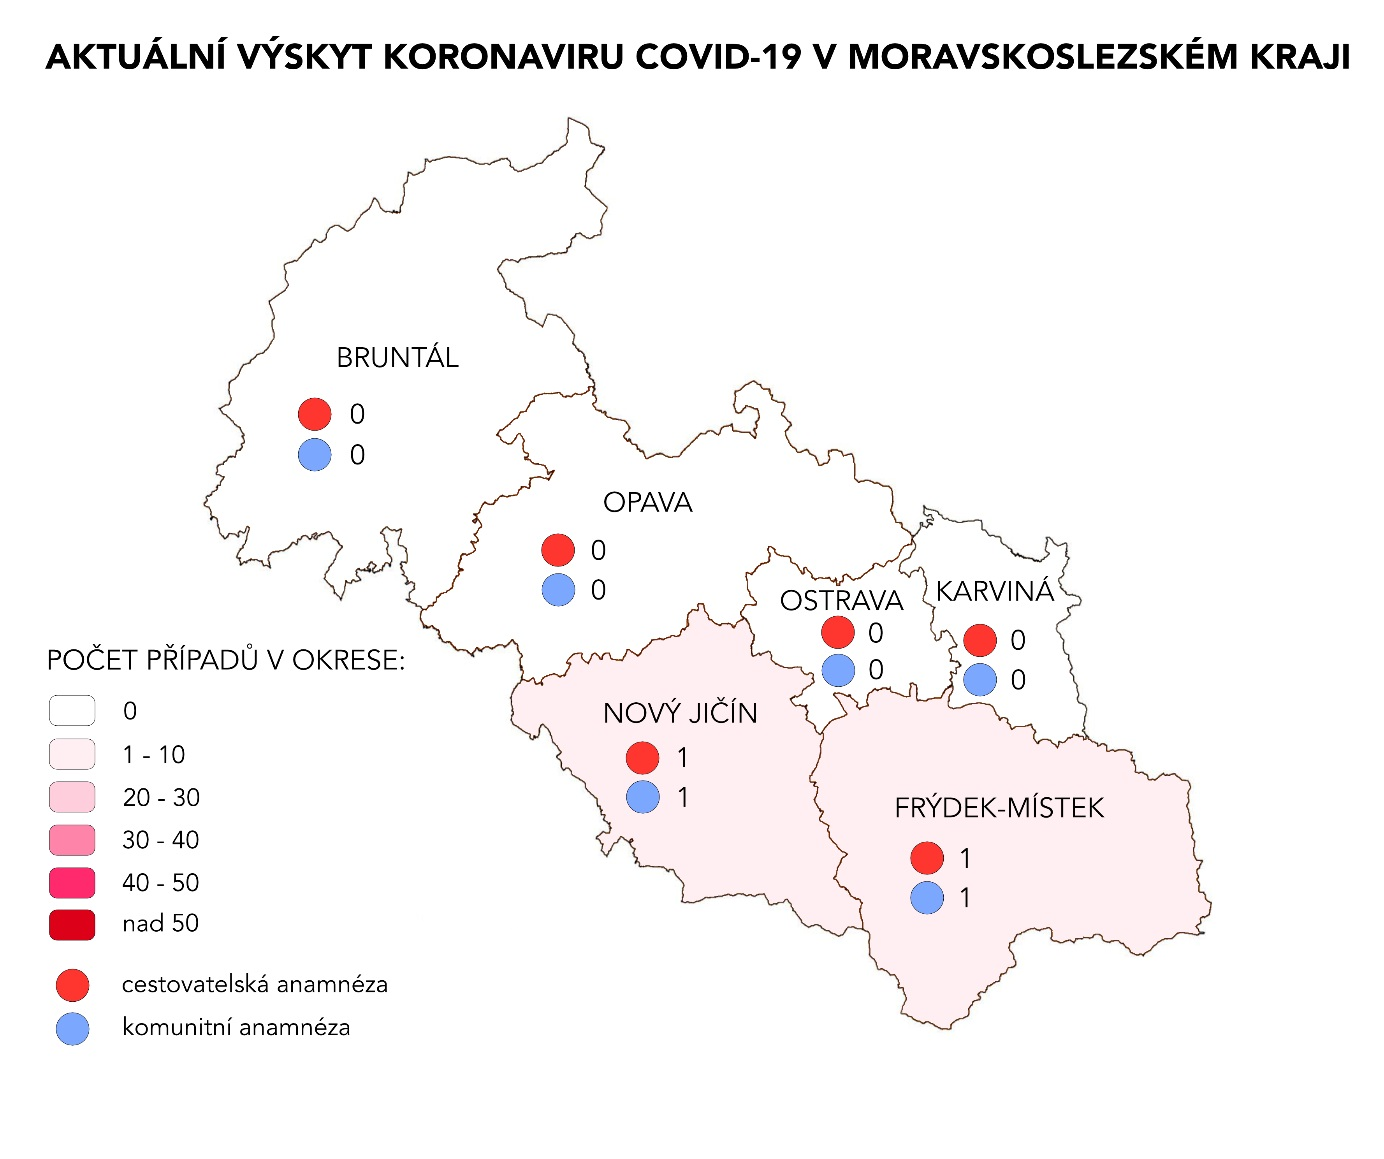 AKTUÁLNÍ VÝSKYT KORONAVIRU COVID-19 V MORAVSKOSLEZSKÉM KRAJI
BRUNTÁL
0
0
OPAVA
0
0
OSTRAVA
0
0
KARVINÁ
0
0
NOVÝ JIČÍN
1
1
FRÝDEK-MÍSTEK
1
1
POČET PŘÍPADŮ V OKRESE:
0
1 - 10
20 - 30
30 - 40
40 - 50
nad 50
cestovatelská anamnéza
komunitní anamnéza